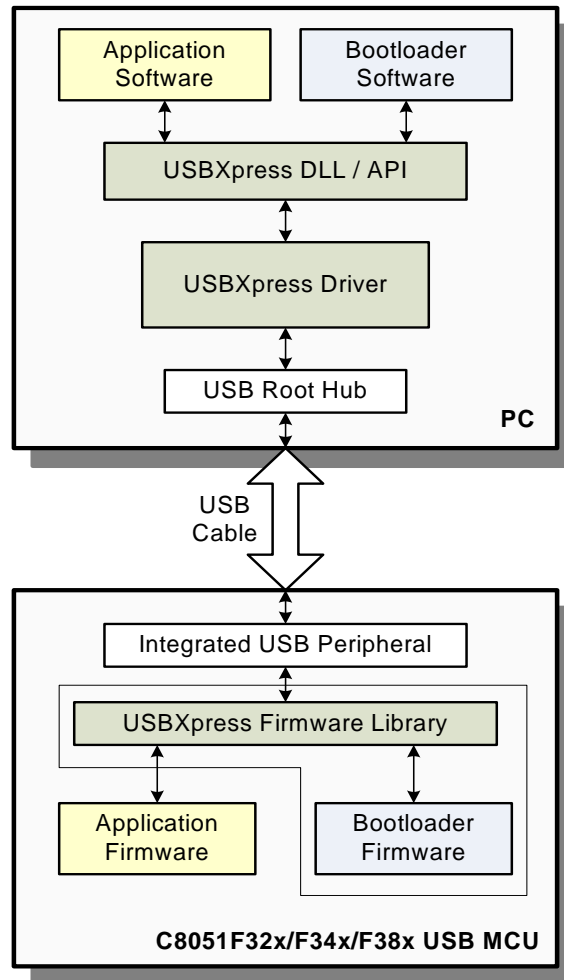 Application
Software
Bootloader
Software
USBXpress DLL / API
USBXpress Driver
USB Root Hub
PC
USB
Cable
Integrated USB Peripheral
USBXpress Firmware Library
Application
Firmware
Bootloader
Firmware
C8051F32x/F34x/F38x USB MCU